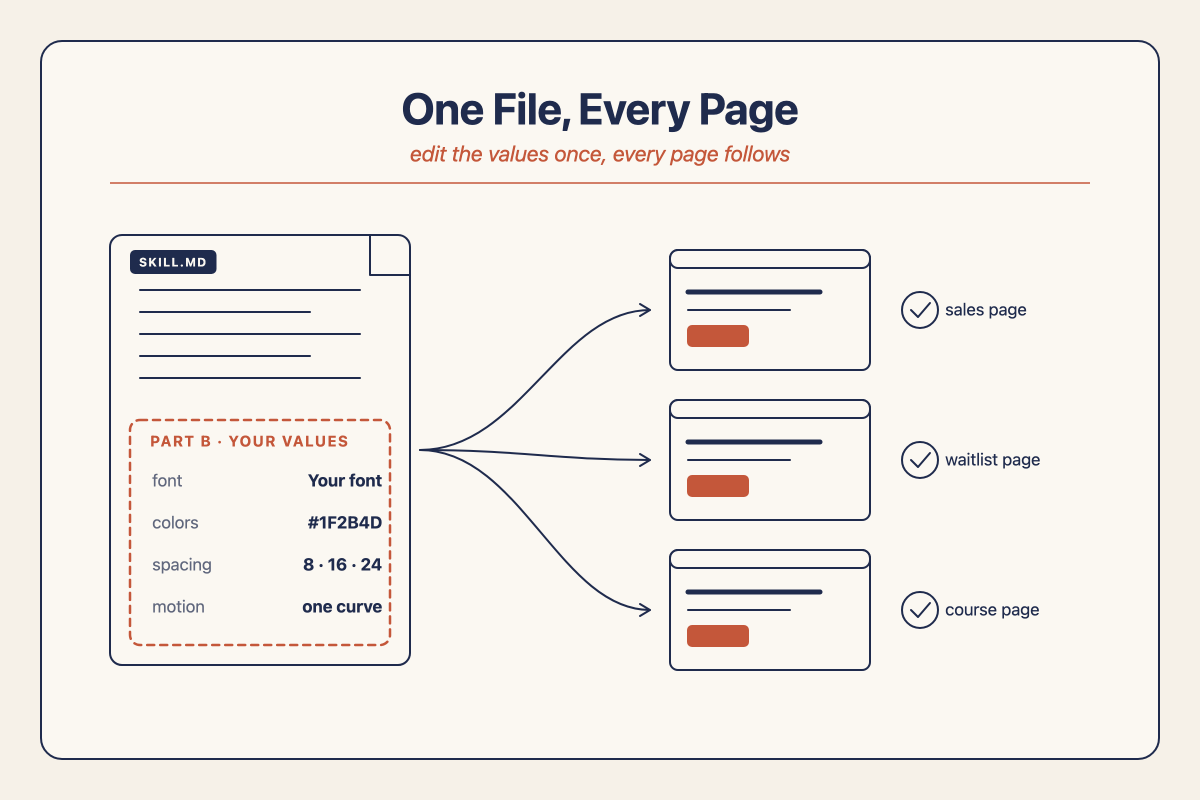 One File, Every Page
edit the values once, every page follows
SKILL.MD
PART B · YOUR VALUES
font Your font
colors #1F2B4D
spacing 8 · 16 · 24
motion one curve
sales page
waitlist page
course page